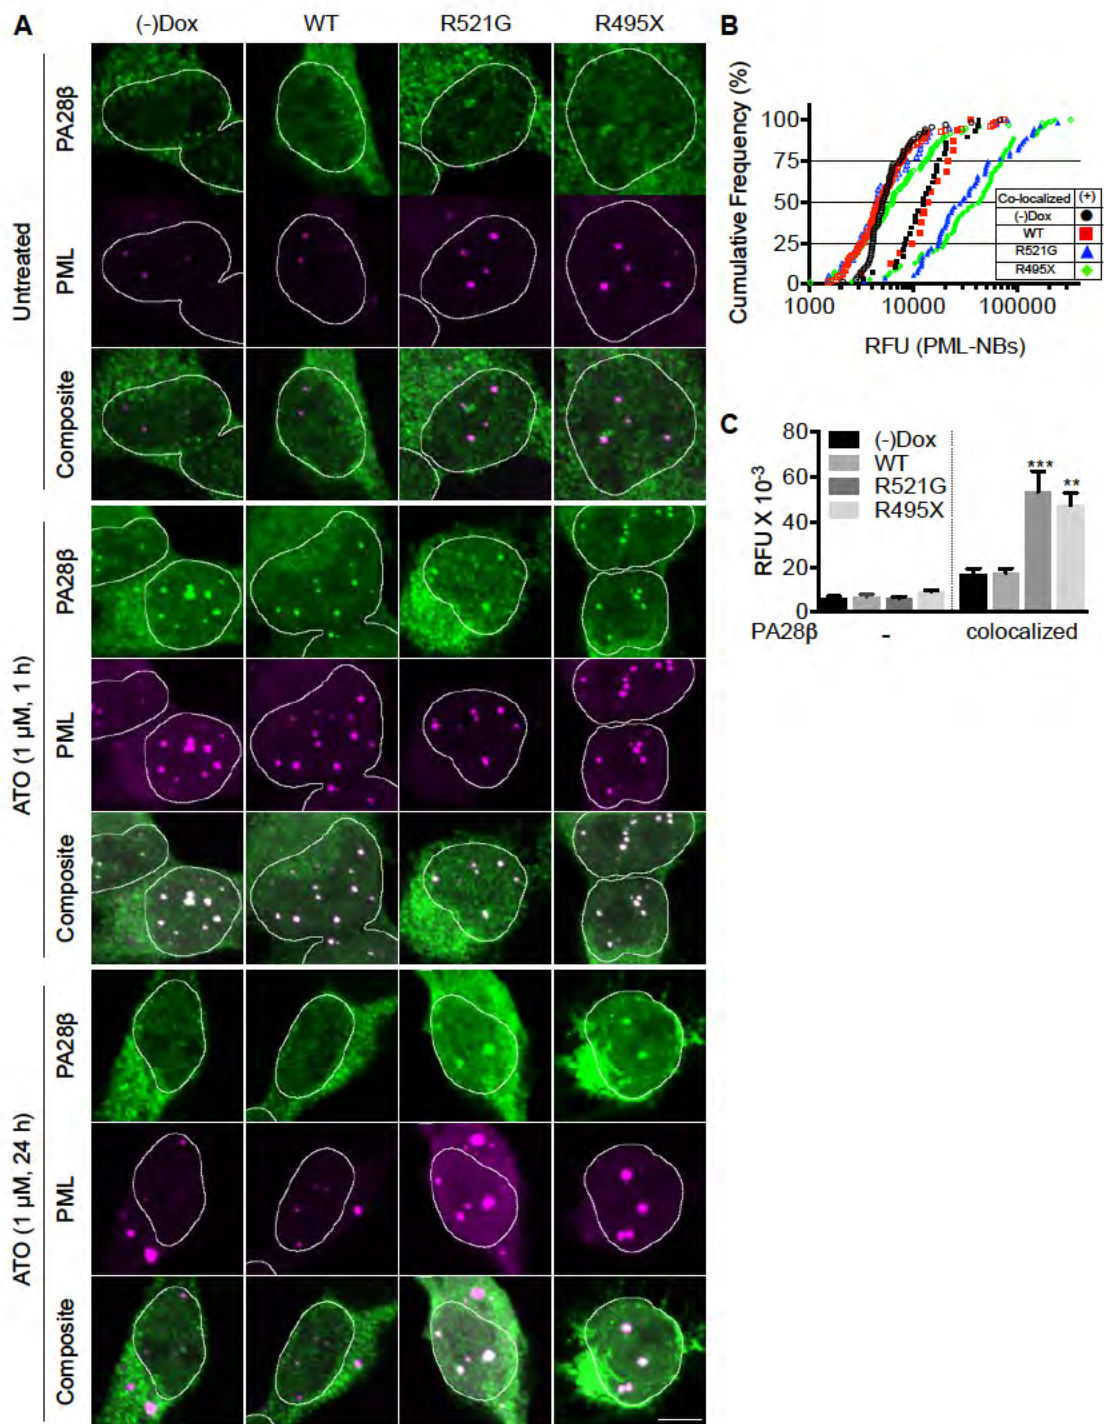 A
(-)Dox WT R521G R495X
Untreated
PA28β
PML
Composite
ATO (1 µM, 1 h)
PA28β
PML
Composite
ATO (1 µM, 24 h)
PA28β
PML
Composite
B
Cumulative Frequency (%)
100
75
50
25
0
1000 10000 100000
RFU (PML-NBs)
Co-localized (+)
(-)Dox
WT
R521G
R495X
C
RFU X 10-3
80
60
40
20
0
(-)Dox
WT
R521G
R495X
*** **
PA28β - colocalized